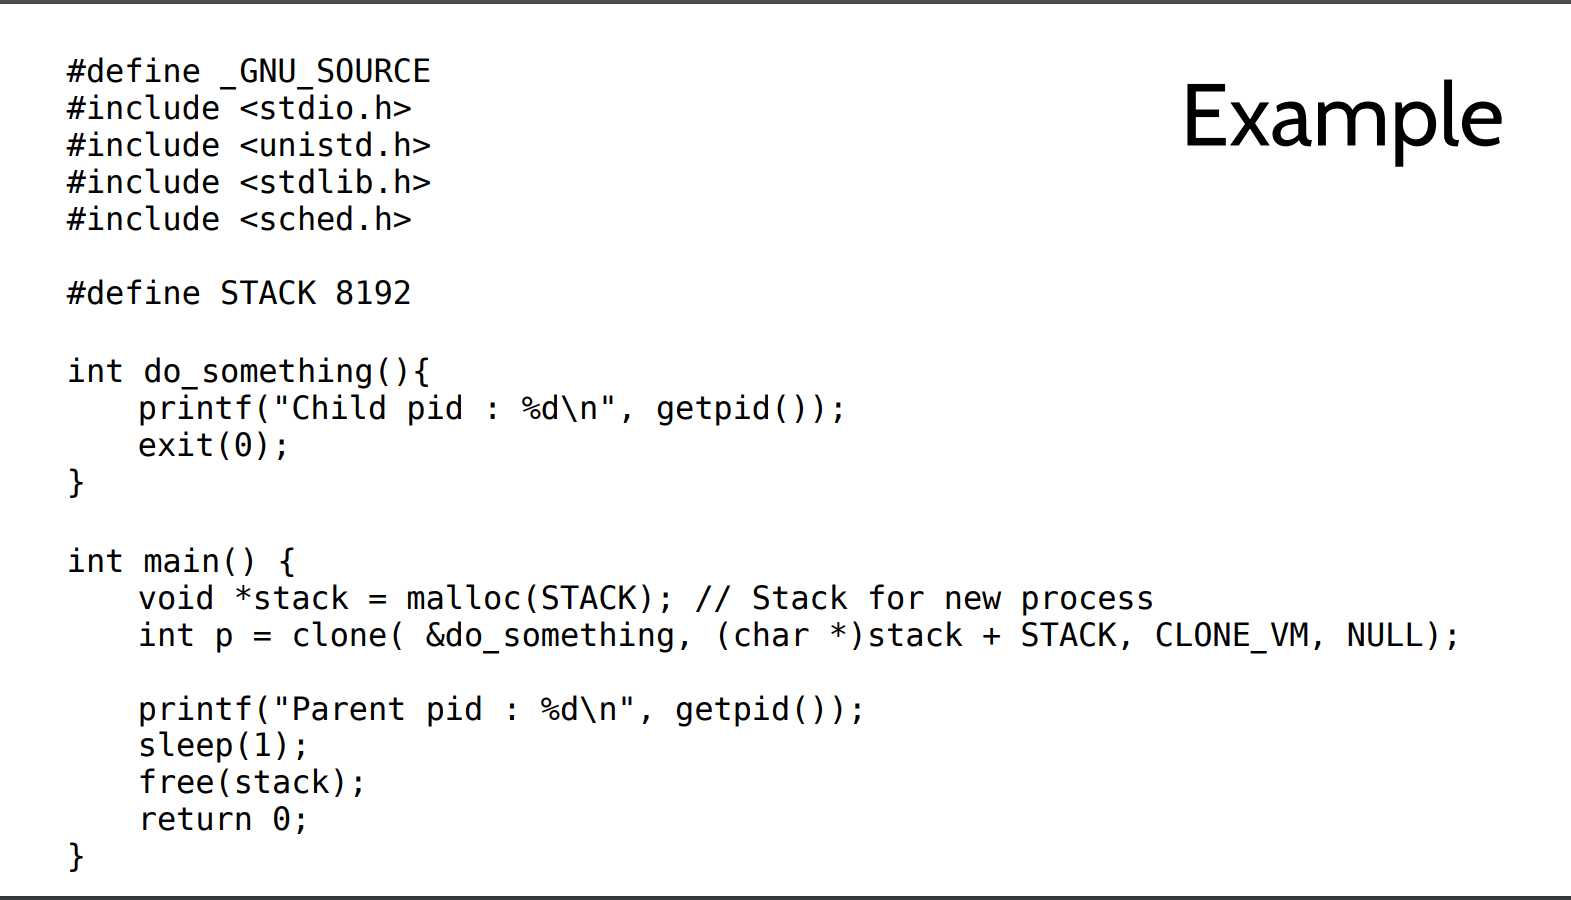 Example
#define _GNU_SOURCE
#include <stdio.h>
#include <unistd.h>
#include <stdlib.h>
#include <sched.h>
#define STACK 8192
int do_something(){
printf("Child pid : %d\n", getpid());
exit(0);
}
int main() {
void *stack = malloc(STACK); // Stack for new process
int p = clone( &do_something, (char *)stack + STACK, CLONE_VM, NULL);
printf("Parent pid : %d\n", getpid());
sleep(1);
free(stack);
return 0;
}